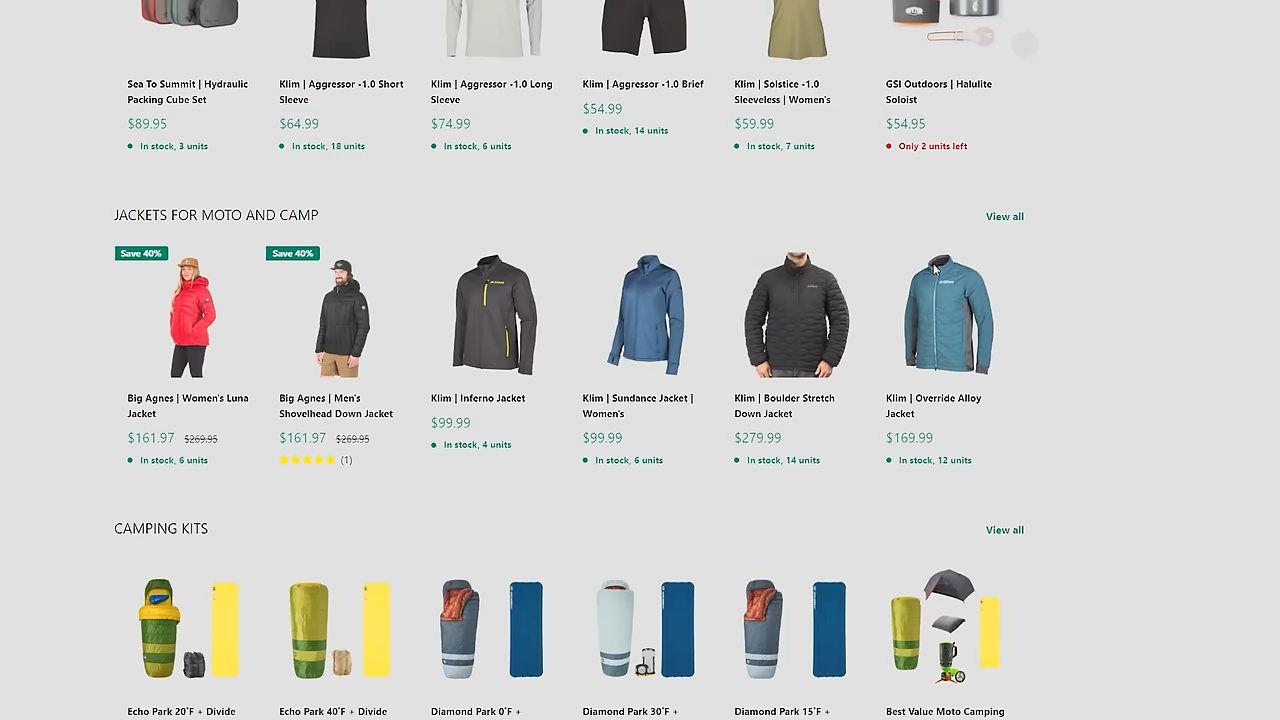 Sea To Summit | Hydraulic
Packing Cube Set
$89.95
In stock, 3 units
Klim | Aggressor -1.0 Short
Sleeve
$64.99
In stock, 18 units
Klim | Aggressor -1.0 Long
Sleeve
$74.99
In stock, 6 units
Klim | Aggressor -1.0 Brief
$54.99
In stock, 14 units
Klim | Solstice -1.0
Sleeveless | Women's
$59.99
In stock, 7 units
GSI Outdoors | Halulite
Soloist
$54.95
Only 2 units left
JACKETS FOR MOTO AND CAMP
View all
Save 40%
Big Agnes | Women's Luna
Jacket
$161.97 $269.95
In stock, 6 units
Save 40%
Big Agnes | Men's
Shovelhead Down Jacket
$161.97 $269.95
(1)
Klim | Inferno Jacket
$99.99
In stock, 4 units
Klim | Sundance Jacket |
Women's
$99.99
In stock, 6 units
Klim | Boulder Stretch
Down Jacket
$279.99
In stock, 14 units
Klim | Override Alloy
Jacket
$169.99
In stock, 12 units
CAMPING KITS
View all
Echo Park 20°F + Divide
Echo Park 40°F + Divide
Diamond Park 0°F +
Diamond Park 30°F +
Diamond Park 15°F +
Best Value Moto Camping